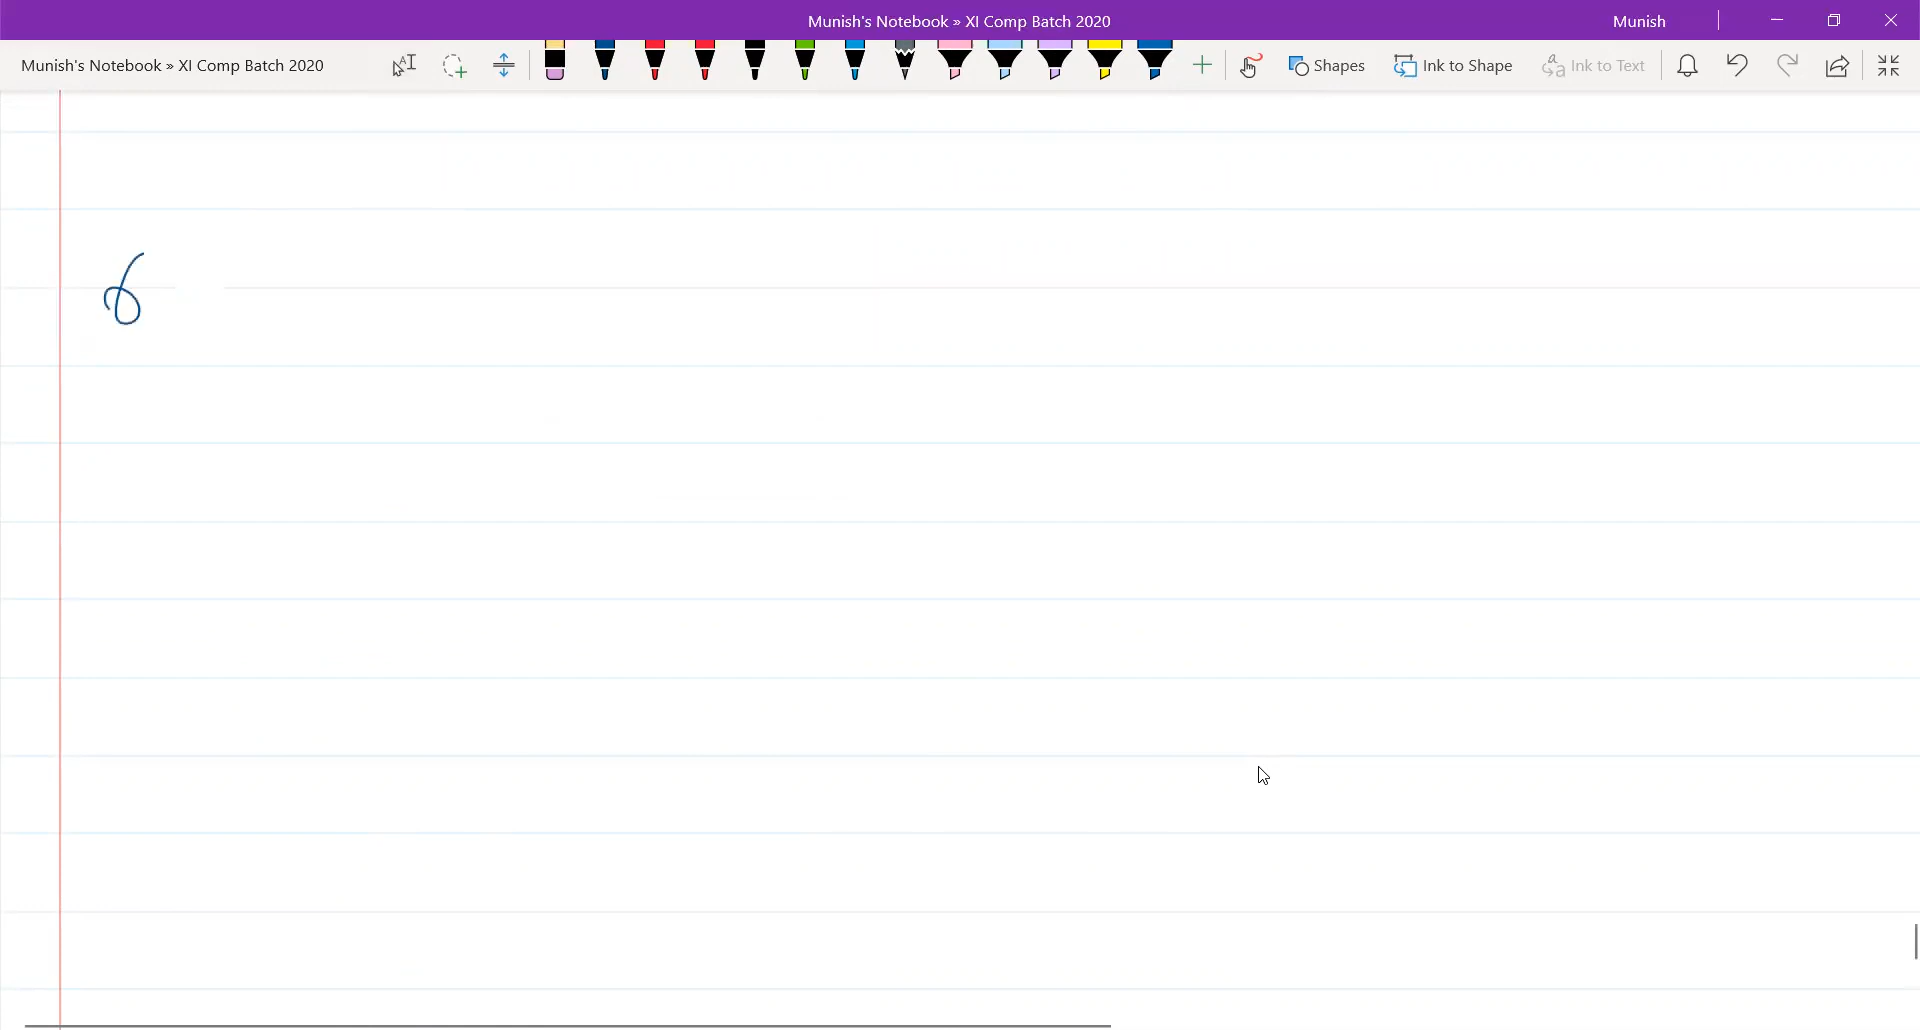 Munish's Notebook » XI Comp Batch 2020
Munish
Munish's Notebook » XI Comp Batch 2020
Shapes
Ink to Shape
Ink to Text